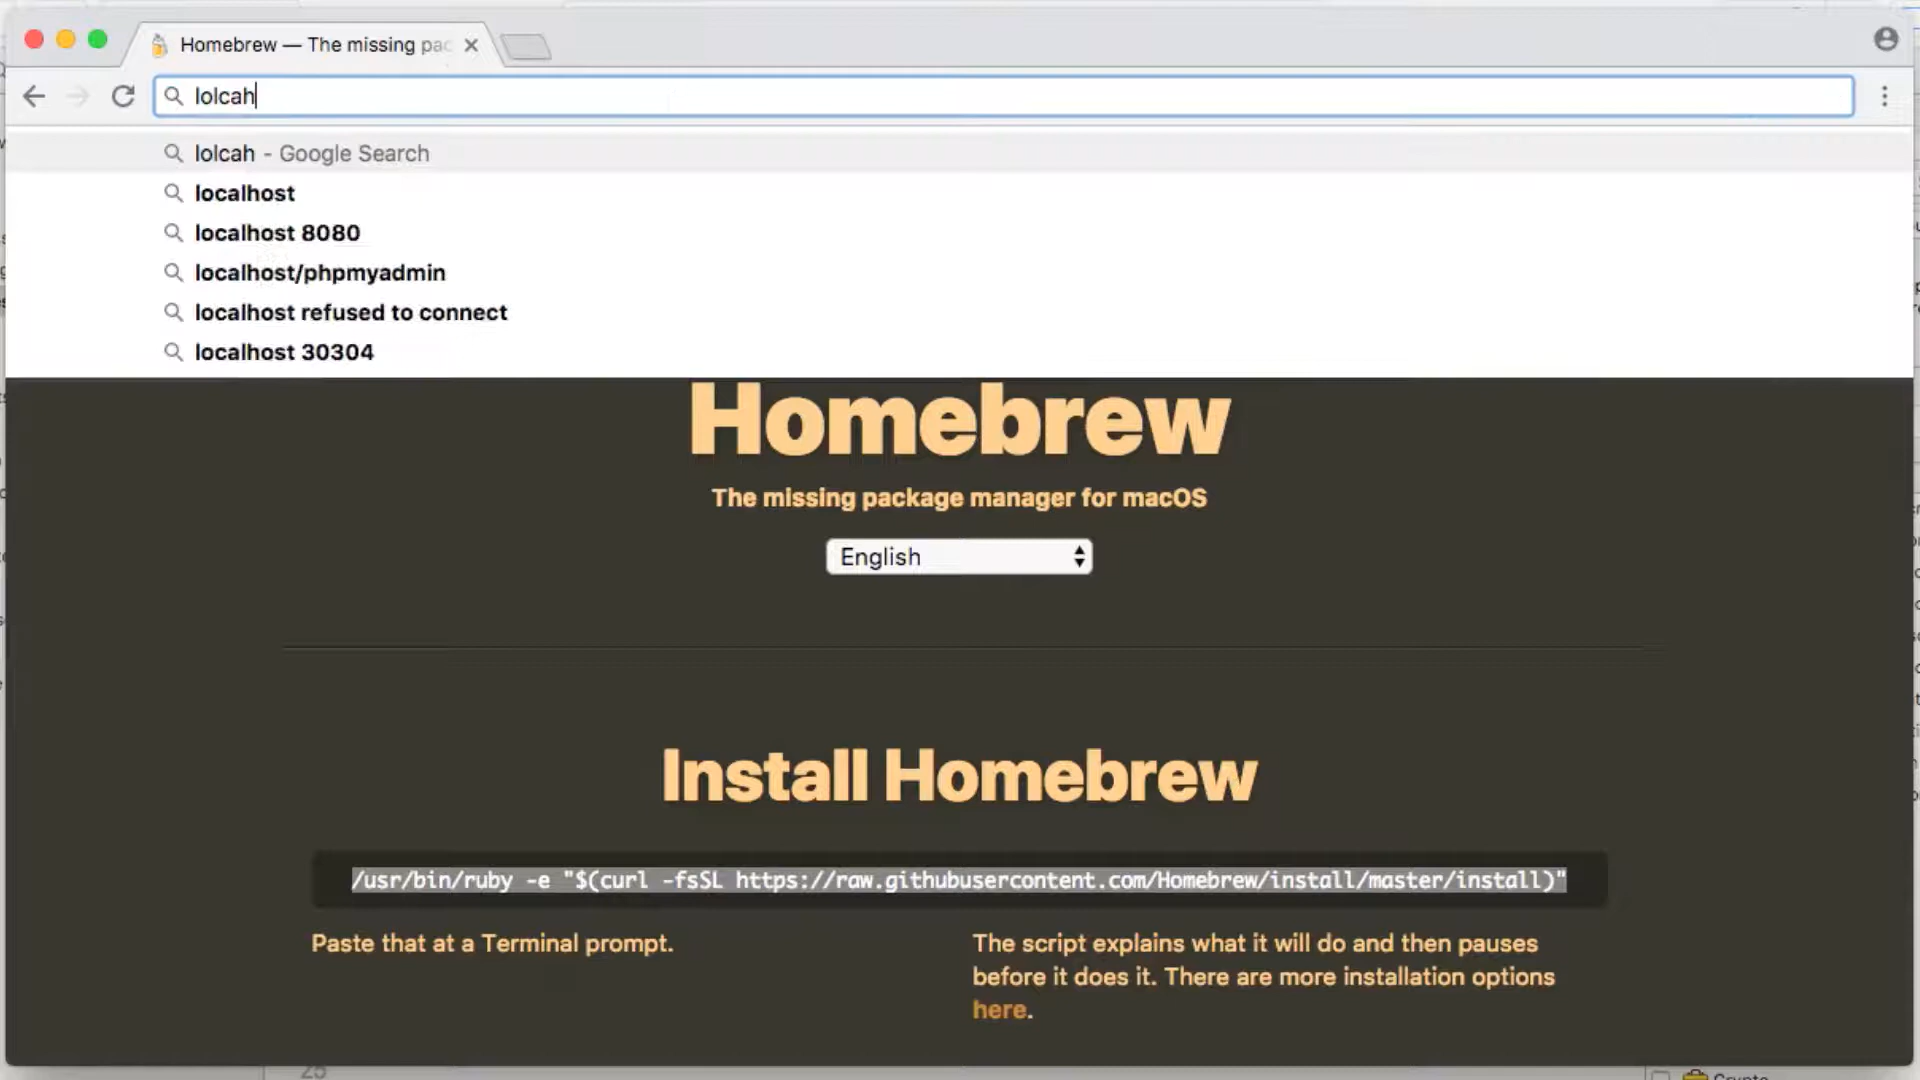 Homebrew — The missing pac
lolcah
lolcah - Google Search
localhost
localhost 8080
localhost/phpmyadmin
localhost refused to connect
localhost 30304
Homebrew
The missing package manager for macOS
English
Install Homebrew
/usr/bin/ruby -e "$(curl -fsSL https://raw.githubusercontent.com/Homebrew/install/master/install)"
Paste that at a Terminal prompt.
The script explains what it will do and then pauses
before it does it. There are more installation options
here.
25